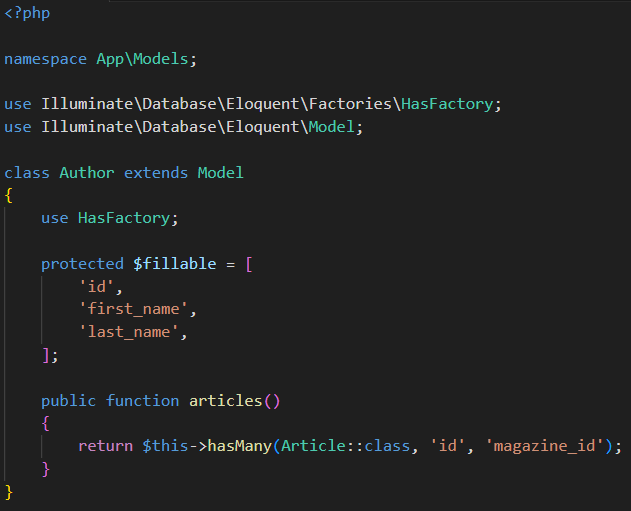 <?php
namespace App\Models;
use Illuminate\Database\Eloquent\Factories\HasFactory;
use Illuminate\Database\Eloquent\Model;
class Author extends Model
{
    use HasFactory;
    protected $fillable = [
        'id',
        'first_name',
        'last_name',
    ];
    public function articles()
    {
        return $this->hasMany(Article::class, 'id', 'magazine_id');
    }
}